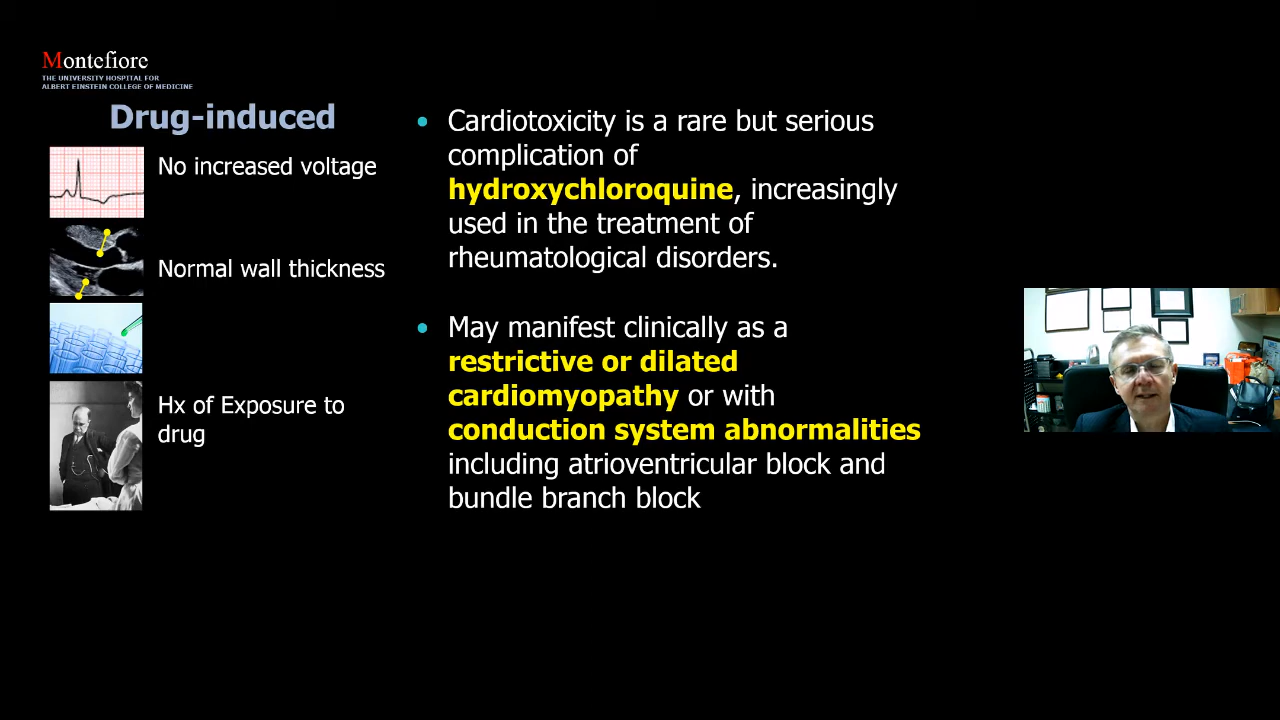 Montefiore
THE UNIVERSITY HOSPITAL FOR
ALBERT EINSTEIN COLLEGE OF MEDICINE
Drug-induced
No increased voltage
Normal wall thickness
Hx of Exposure to
drug
• Cardiotoxicity is a rare but serious
complication of
hydroxychloroquine, increasingly
used in the treatment of
rheumatological disorders.
• May manifest clinically as a
restrictive or dilated
cardiomyopathy or with
conduction system abnormalities
including atrioventricular block and
bundle branch block